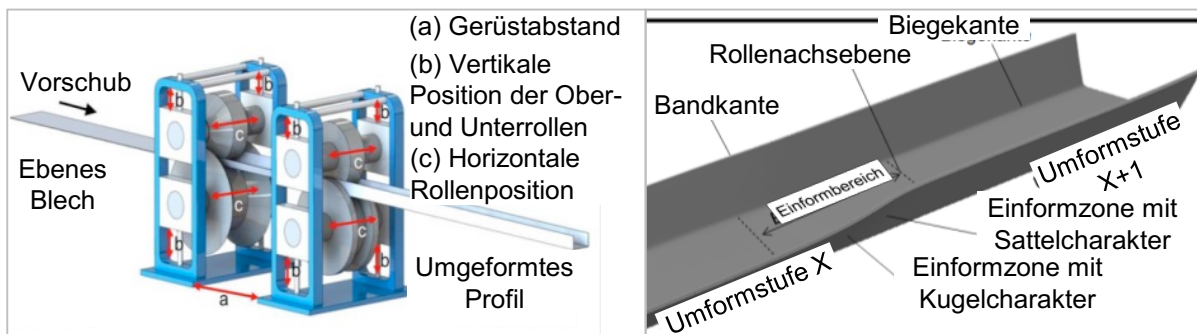 (a) Gerüstabstand
(b) Vertikale
Position der Ober-
und Unterrollen
(c) Horizontale
Rollenposition
Vorschub
Ebenes
Blech
Umgeformtes
Profil
b
b
b
b
b
b
c
c
c
c
a
Biegekante
Rollenachsebene
Bandkante
Einformbereich
Umformstufe
X+1
Einformzone mit
Sattelcharakter
Umformstufe X
Einformzone mit
Kugelcharakter